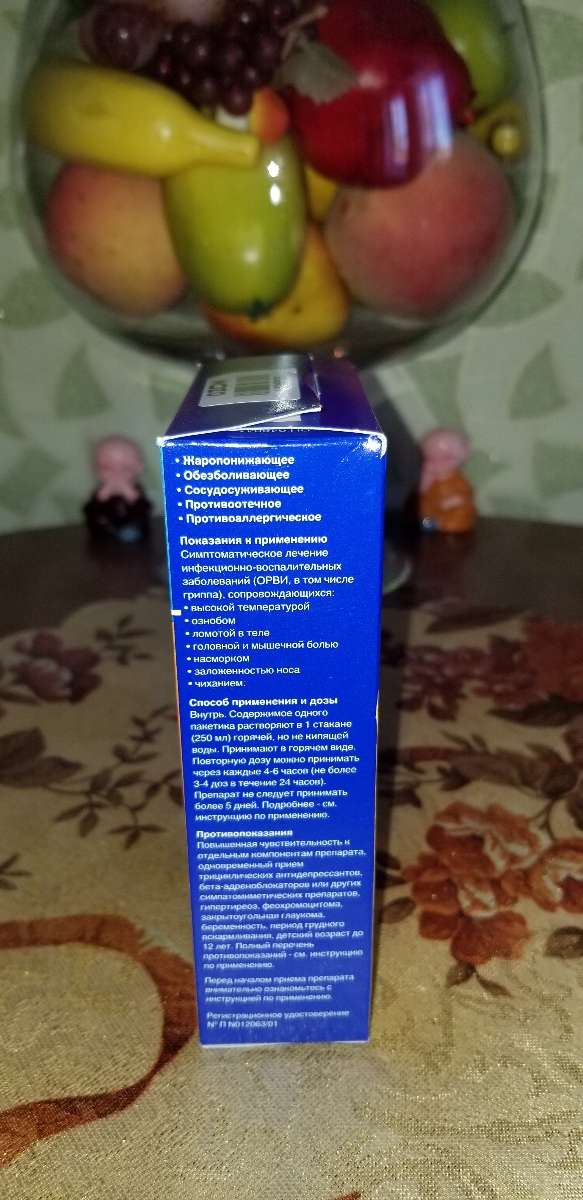 • Жаропонижающее
• Обезболивающее
• Сосудосуживающее
• Противоотечное
• Противоаллергическое
Показания к применению
Симптоматическое лечение
инфекционно-воспалительных
заболеваний (ОРВИ, в том числе
гриппа), сопровождающихся:
• высокой температурой
• ознобом
• ломотой в теле
• головной и мышечной болью
• насморком
• заложенностью носа
• чиханием.
Способ применения и дозы
Внутрь. Содержимое одного
пакетика растворяют в 1 стакане
(250 мл) горячей, но не кипящей
воды. Принимают в горячем виде.
Повторную дозу можно принимать
через каждые 4-6 часов (не более
3-4 доз в течение 24 часов).
Препарат не следует принимать
более 5 дней. Подробнее - см.
инструкцию по применению.
Противопоказания
Повышенная чувствительность к
отдельным компонентам препарата,
одновременный прием
трициклических антидепрессантов,
бета-адреноблокаторов или других
симпатомиметических препаратов,
гипертиреоз, феохромоцитома,
закрытоугольная глаукома,
беременность, период грудного
вскармливания, детский возраст до
12 лет. Полный перечень
противопоказаний - см. инструкцию
по применению.
Перед началом приема препарата
внимательно ознакомьтесь с
инструкцией по применению.
Регистрационное удостоверение
N° П N012063/01